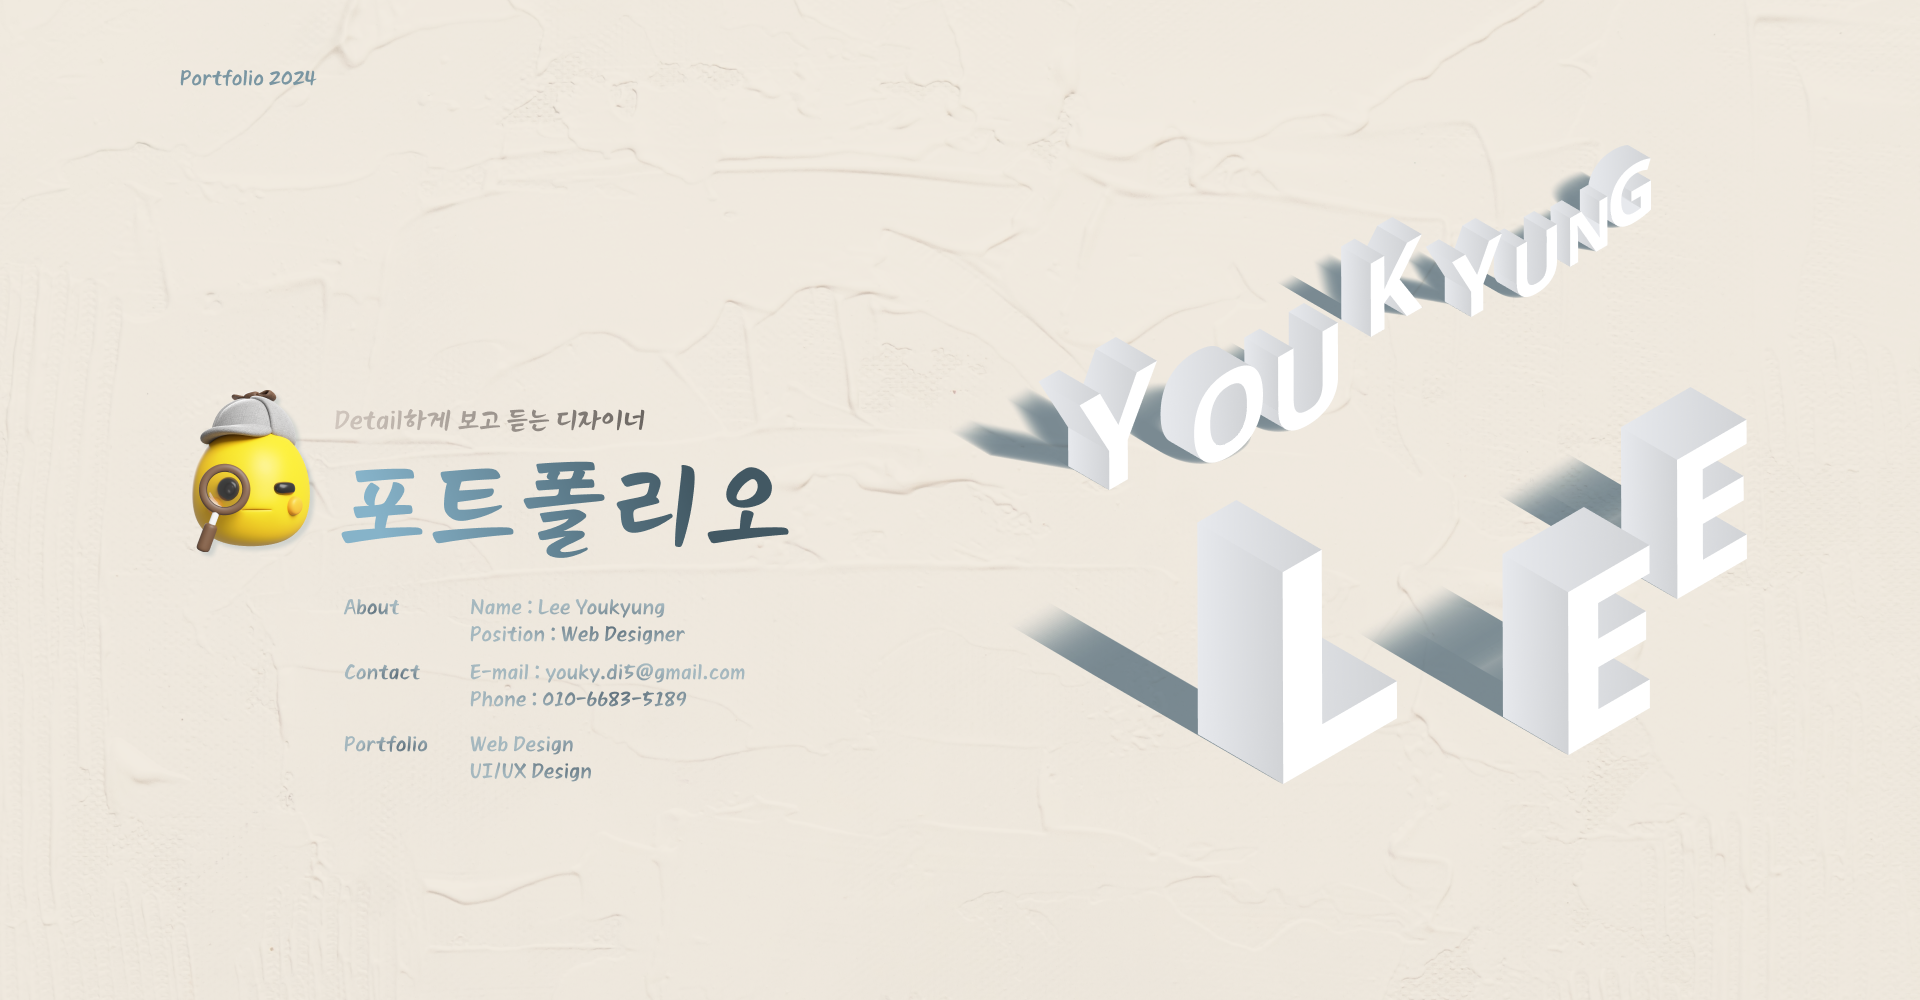 Portfolio 2024
Detail하게 보고 듣는 디자이너
포트폴리오
About
Name : Lee Youkyung
Position : Web Designer
Contact
E-mail : youky.di5@gmail.com
Phone : 010-6683-5189
Portfolio
Web Design
UI/UX Design
YOUKYUNG
LEE